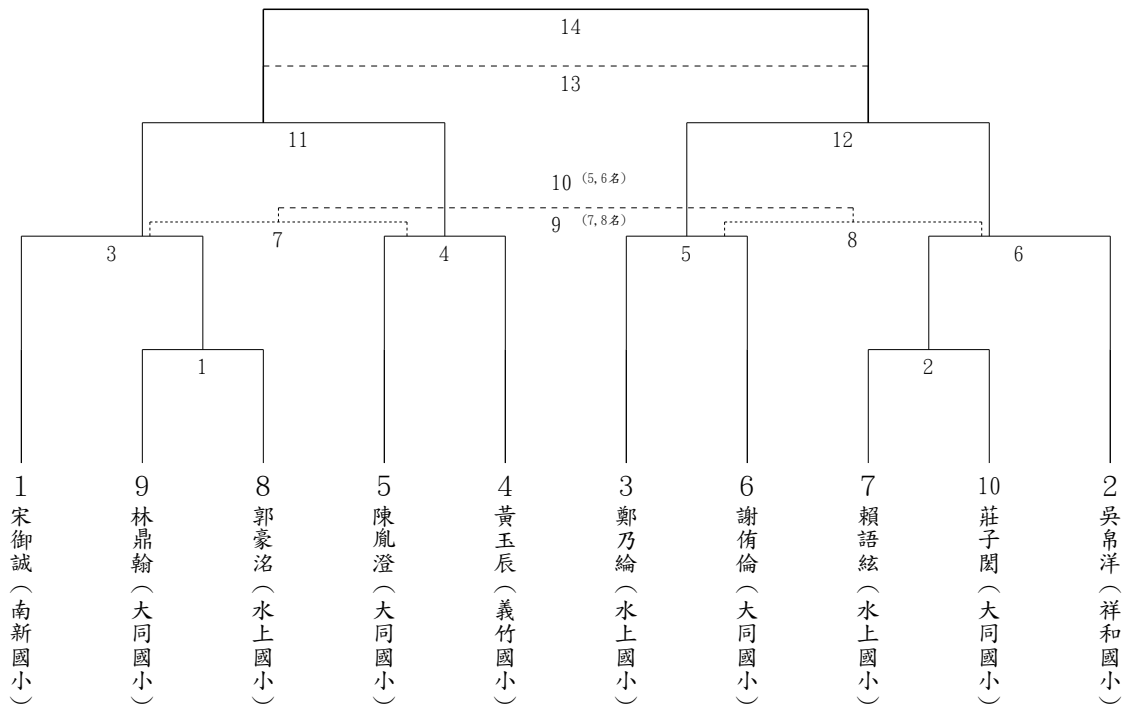 14
13
11
12
10 (5,6名)
9 (7,8名)
7
8
3
4
5
6
1
2
1 宋御誠(南新國小)
9 林鼎翰(大同國小)
8 郭豪洺(水上國小)
5 陳胤澄(大同國小)
4 黃玉辰(義竹國小)
3 鄭乃綸(水上國小)
6 謝侑倫(大同國小)
7 賴語絃(水上國小)
10 莊子閎(大同國小)
2 吳帛洋(祥和國小)